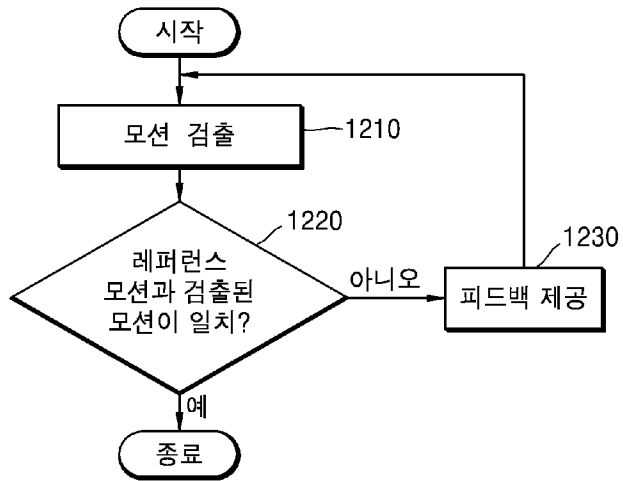 시작
모션 검출
1210
1220
레퍼런스
모션과 검출된
모션이 일치?
아니오
1230
피드백 제공
예
종료